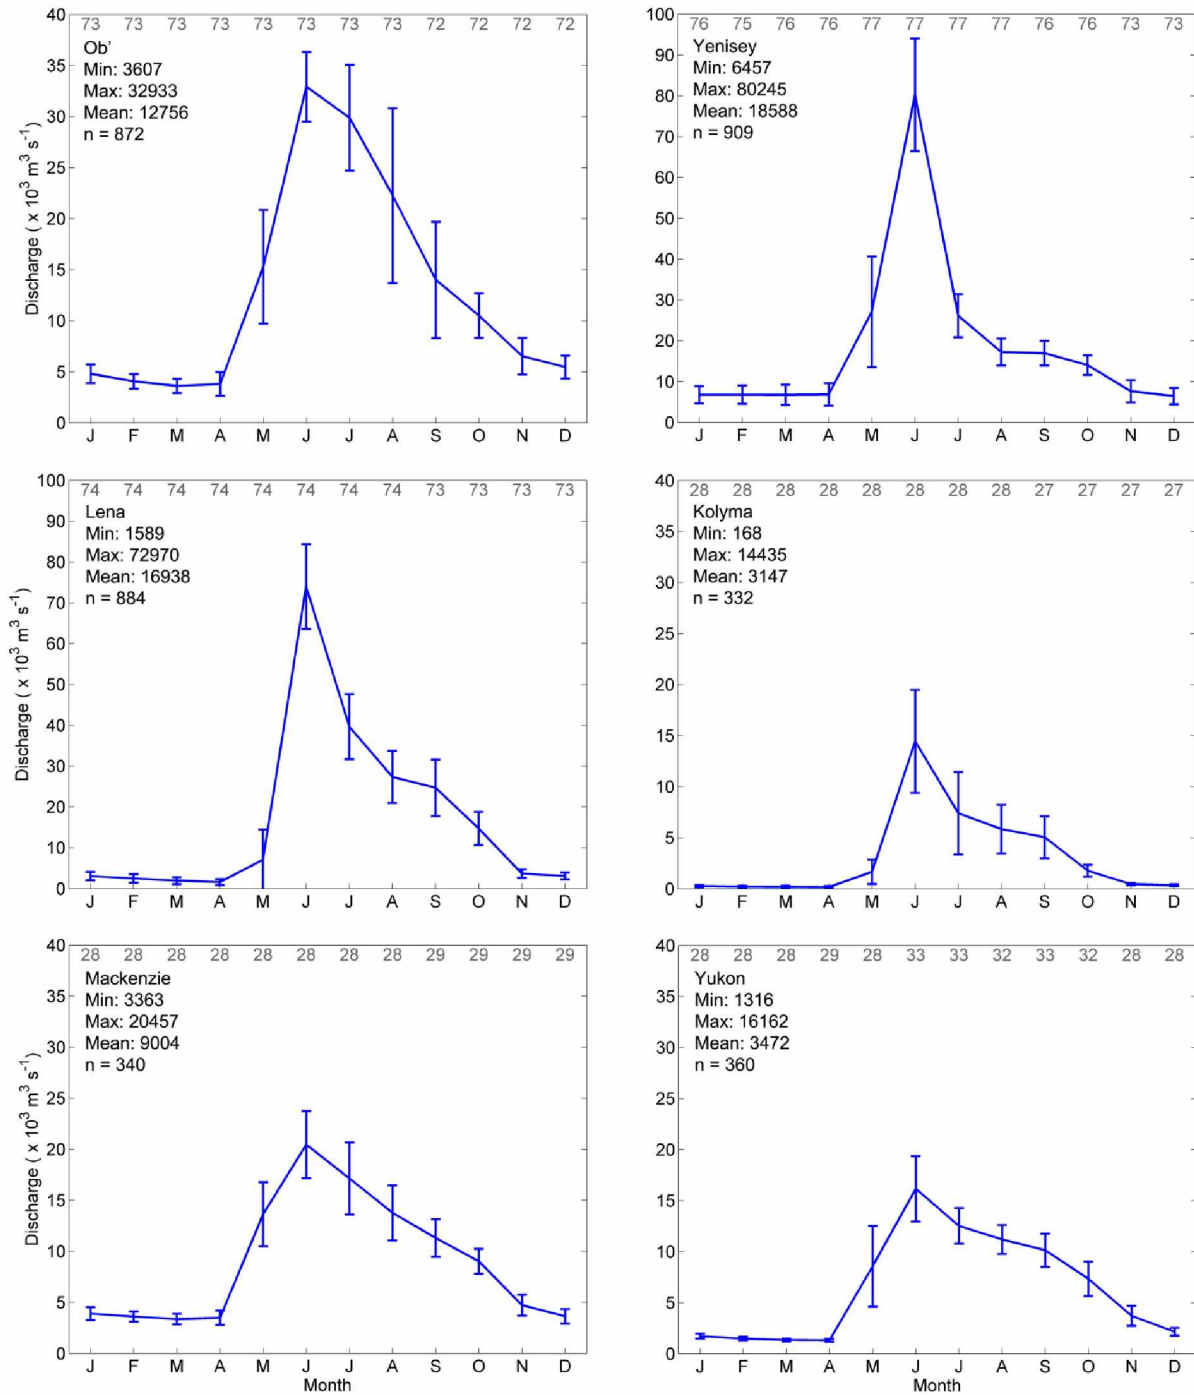 73 73 73 73 73 73 73 73 72 72 72 72
Ob'
Min: 3607
Max: 32933
Mean: 12756
n = 872
40
35
30
25
20
15
10
5
0
Discharge ( x 10³ m³ s⁻¹)
J F M A M J J A S O N D
76 75 76 76 77 77 77 77 76 76 73 73
Yenisey
Min: 6457
Max: 80245
Mean: 18588
n = 909
100
90
80
70
60
50
40
30
20
10
0
J F M A M J J A S O N D
74 74 74 74 74 74 74 74 73 73 73 73
Lena
Min: 1589
Max: 72970
Mean: 16938
n = 884
100
90
80
70
60
50
40
30
20
10
0
Discharge ( x 10³ m³ s⁻¹)
J F M A M J J A S O N D
28 28 28 28 28 28 28 28 27 27 27 27
Kolyma
Min: 168
Max: 14435
Mean: 3147
n = 332
40
35
30
25
20
15
10
5
0
J F M A M J J A S O N D
28 28 28 28 28 28 28 28 29 29 29 29
Mackenzie
Min: 3363
Max: 20457
Mean: 9004
n = 340
40
35
30
25
20
15
10
5
0
Discharge ( x 10³ m³ s⁻¹)
J F M A M J J A S O N D
Month
28 28 28 29 28 33 33 32 33 32 28 28
Yukon
Min: 1316
Max: 16162
Mean: 3472
n = 360
40
35
30
25
20
15
10
5
0
J F M A M J J A S O N D
Month